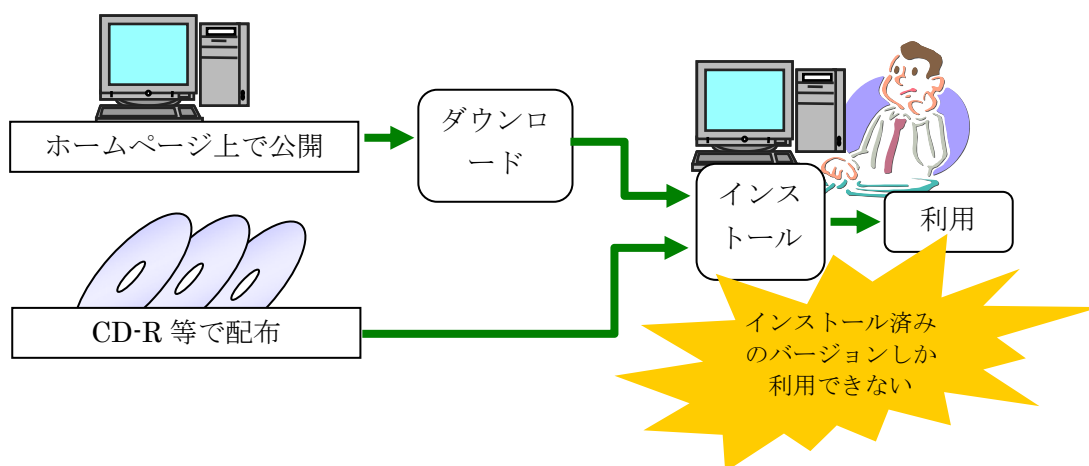 ホームページ上で公開
ダウンロ
ード
インス
トール
利用
CD-R 等で配布
インストール済み
のバージョンしか
利用できない